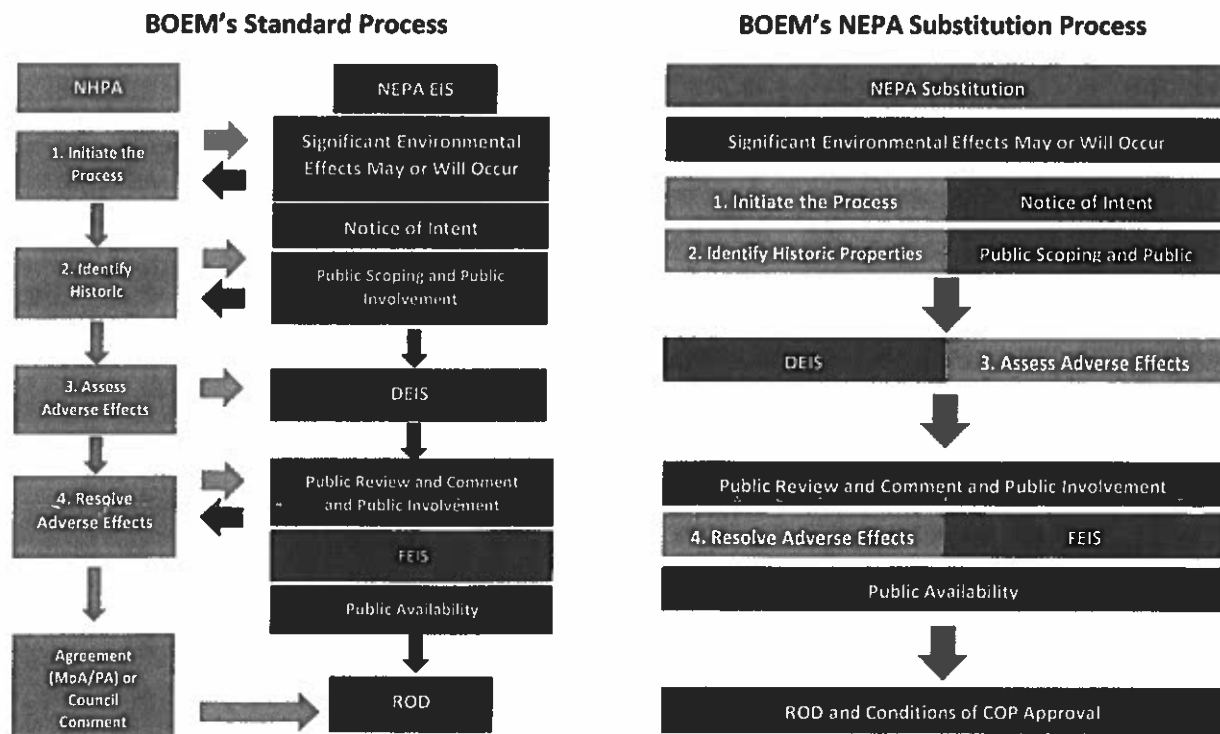 BOEM's Standard Process
NHPA
1. Initiate the
Process
2. Identify
Historic
3. Assess
Adverse Effects
4. Resolve
Adverse Effects
Agreement
(MoA/PA) or
Council
Comment
NEPA EIS
Significant Environmental
Effects May or Will Occur
Notice of Intent
Public Scoping and Public
Involvement
DEIS
Public Review and Comment
and Public Involvement
FEIS
Public Availability
ROD
BOEM's NEPA Substitution Process
NEPA Substitution
Significant Environmental Effects May or Will Occur
1. Initiate the Process
Notice of Intent
2. Identify Historic Properties
Public Scoping and Public
DEIS
3. Assess Adverse Effects
Public Review and Comment and Public Involvement
4. Resolve Adverse Effects
FEIS
Public Availability
ROD and Conditions of COP Approval